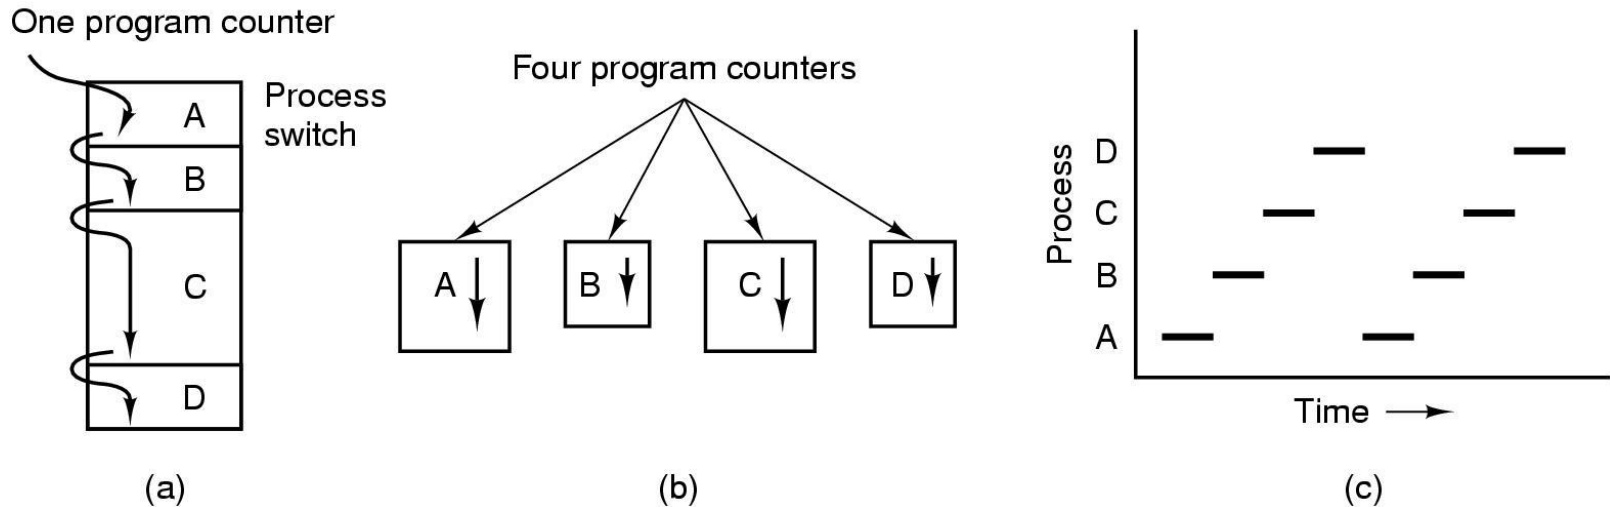 One program counter
Process
switch
A
B
C
D
(a)
Four program counters
A
B
C
D
(b)
Process
D
C
B
A
Time
(c)